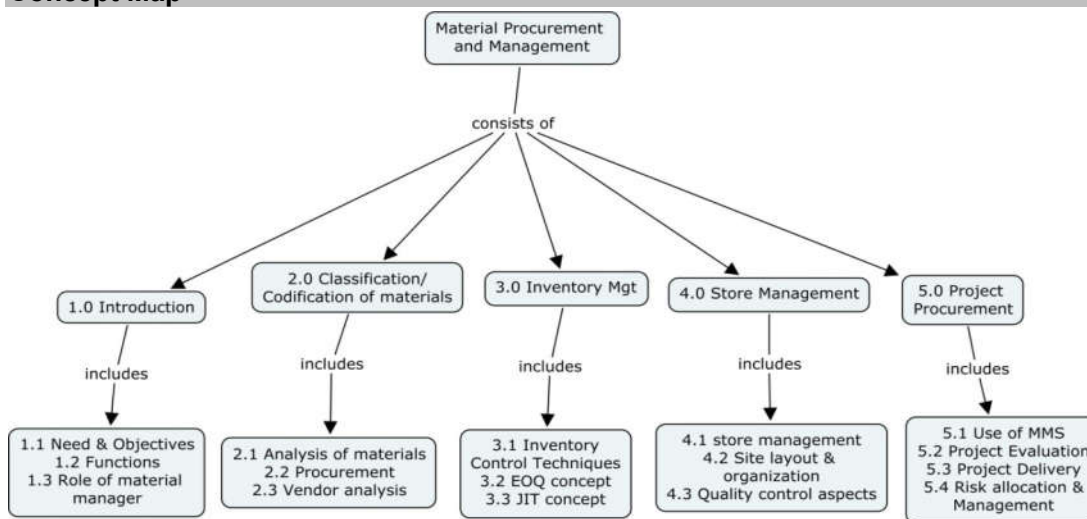 Concept Map
Material Procurement
and Management
consists of
1.0 Introduction
2.0 Classification/
Codification of materials
3.0 Inventory Mgt
4.0 Store Management
5.0 Project
Procurement
includes
includes
includes
includes
includes
1.1 Need & Objectives
1.2 Functions
1.3 Role of material
manager
2.1 Analysis of materials
2.2 Procurement
2.3 Vendor analysis
3.1 Inventory
Control Techniques
3.2 EOQ concept
3.3 JIT concept
4.1 store management
4.2 Site layout &
organization
4.3 Quality control aspects
5.1 Use of MMS
5.2 Project Evaluation
5.3 Project Delivery
5.4 Risk allocation &
Management